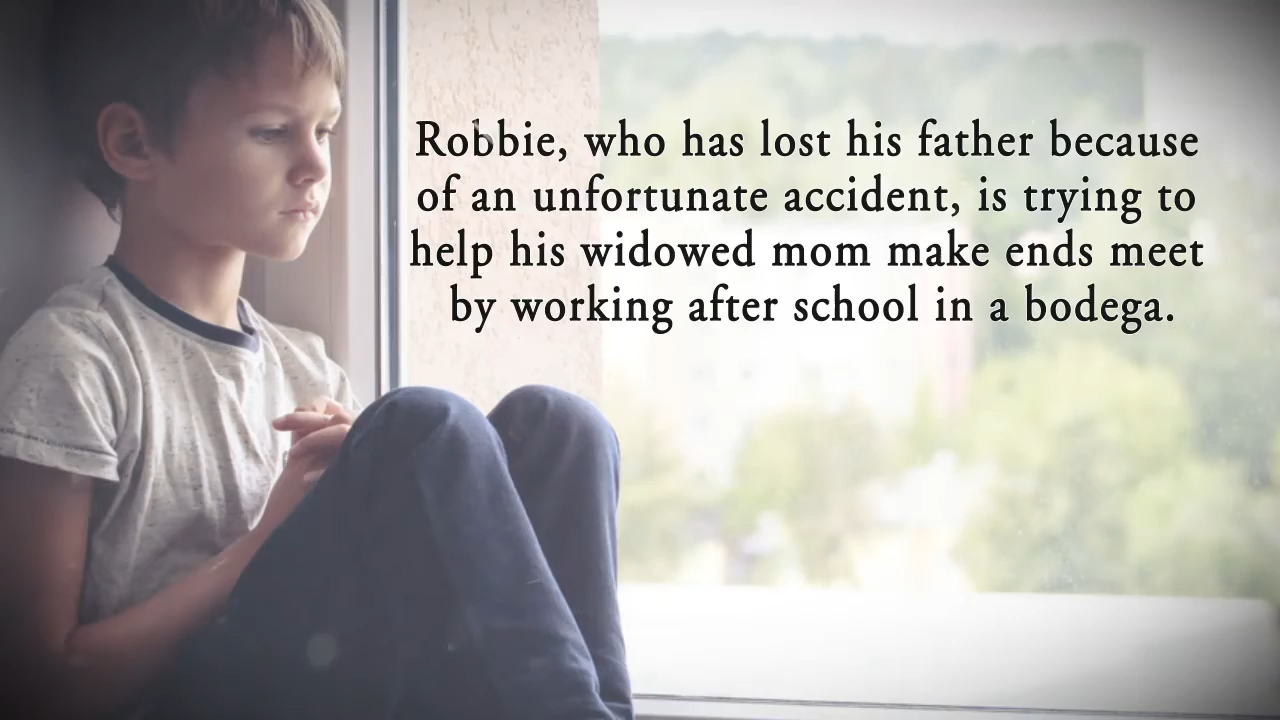 Robbie, who has lost his father because
of an unfortunate accident, is trying to
help his widowed mom make ends meet
by working after school in a bodega.